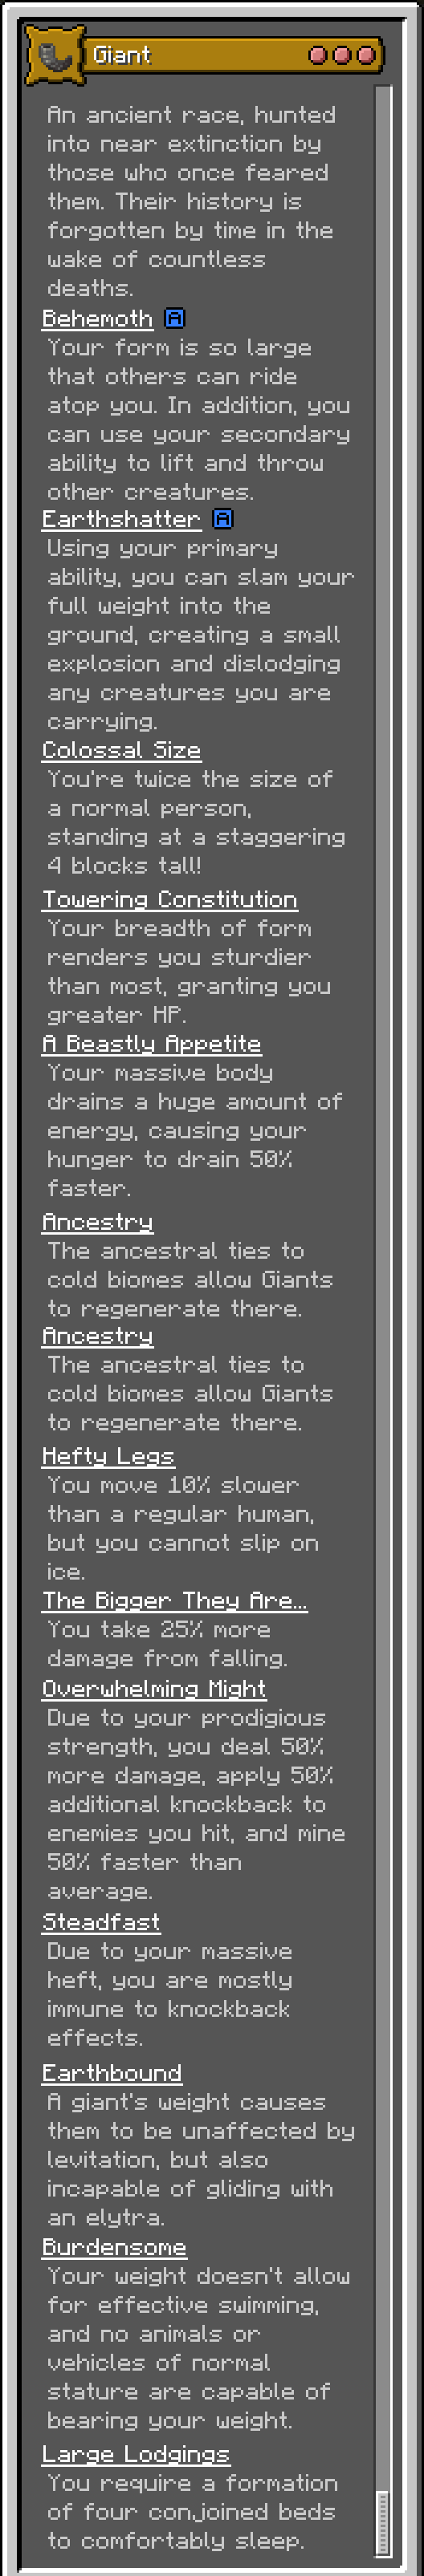 Giant
An ancient race, hunted
into near extinction by
those who once feared
them. Their history is
forgotten by time in the
wake of countless
deaths.
Behemoth A
Your form is so large
that others can ride
atop you. In addition, you
can use your secondary
ability to lift and throw
other creatures.
Earthshatter A
Using your primary
ability, you can slam your
full weight into the
ground, creating a small
explosion and dislodging
any creatures you are
carrying.
Colossal Size
You're twice the size of
a normal person,
standing at a staggering
4 blocks tall!
Towering Constitution
Your breadth of form
renders you sturdier
than most, granting you
greater HP.
A Beastly Appetite
Your massive body
drains a huge amount of
energy, causing your
hunger to drain 50%
faster.
Ancestry
The ancestral ties to
cold biomes allow Giants
to regenerate there.
Ancestry
The ancestral ties to
cold biomes allow Giants
to regenerate there.
Hefty Legs
You move 10% slower
than a regular human,
but you cannot slip on
ice.
The Bigger They Are...
You take 25% more
damage from falling.
Overwhelming Might
Due to your prodigious
strength, you deal 50%
more damage, apply 50%
additional knockback to
enemies you hit, and mine
50% faster than
average.
Steadfast
Due to your massive
heft, you are mostly
immune to knockback
effects.
Earthbound
A giant's weight causes
them to be unaffected by
levitation, but also
incapable of gliding with
an elytra.
Burdensome
Your weight doesn't allow
for effective swimming,
and no animals or
vehicles of normal
stature are capable of
bearing your weight.
Large Lodgings
You require a formation
of four conjoined beds
to comfortably sleep.